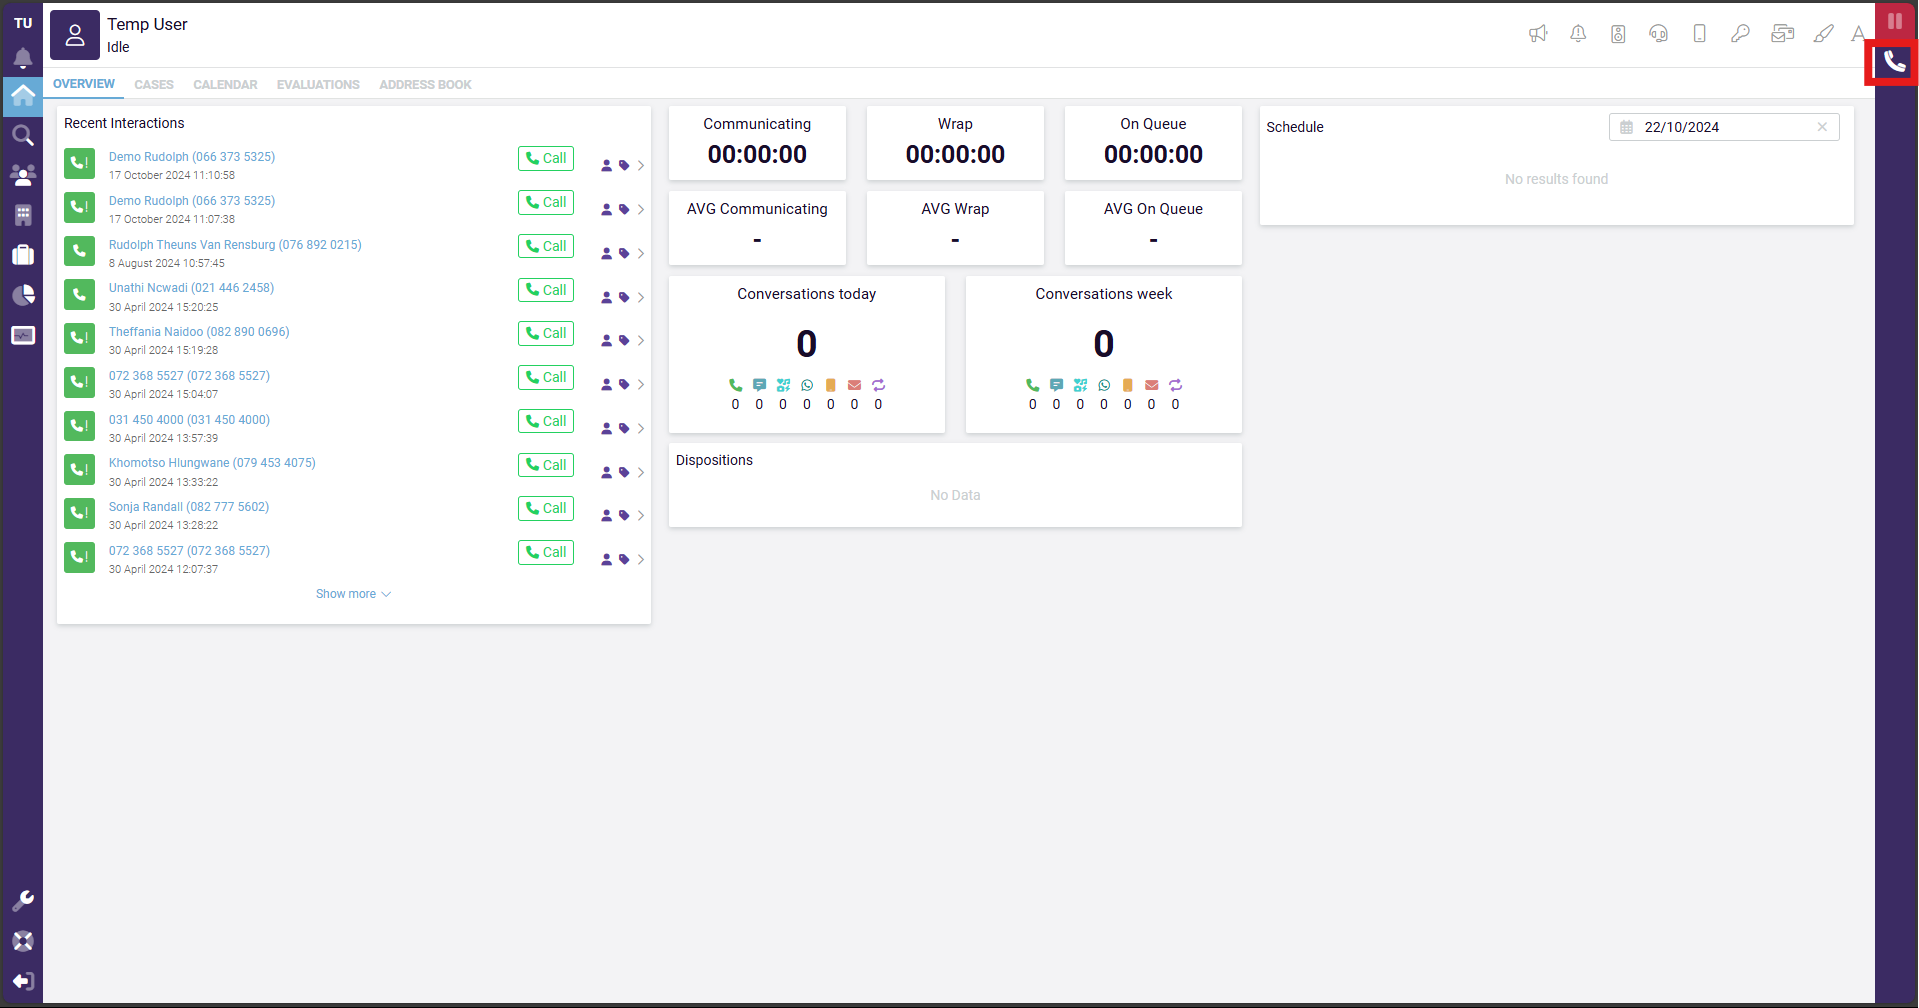 TU
Temp User
Idle
OVERVIEW CASES CALENDAR EVALUATIONS ADDRESS BOOK
Recent Interactions
Demo Rudolph (066 373 5325)
17 October 2024 11:10:58
Call
Demo Rudolph (066 373 5325)
17 October 2024 11:07:38
Call
Rudolph Theuns Van Rensburg (076 892 0215)
8 August 2024 10:57:45
Call
Unathi Ncwadi (021 446 2458)
30 April 2024 15:20:25
Call
Theffania Naidoo (082 890 0696)
30 April 2024 15:19:28
Call
072 368 5527 (072 368 5527)
30 April 2024 15:04:07
Call
031 450 4000 (031 450 4000)
30 April 2024 13:57:39
Call
Khomotso Hlungwane (079 453 4075)
30 April 2024 13:33:22
Call
Sonja Randall (082 777 5602)
30 April 2024 13:28:22
Call
072 368 5527 (072 368 5527)
30 April 2024 12:07:37
Call
Show more
Communicating
00:00:00
Wrap
00:00:00
On Queue
00:00:00
AVG Communicating
-
AVG Wrap
-
AVG On Queue
-
Conversations today
0
0 0 0 0 0 0 0
Conversations week
0
0 0 0 0 0 0 0
Dispositions
No Data
Schedule
22/10/2024
No results found